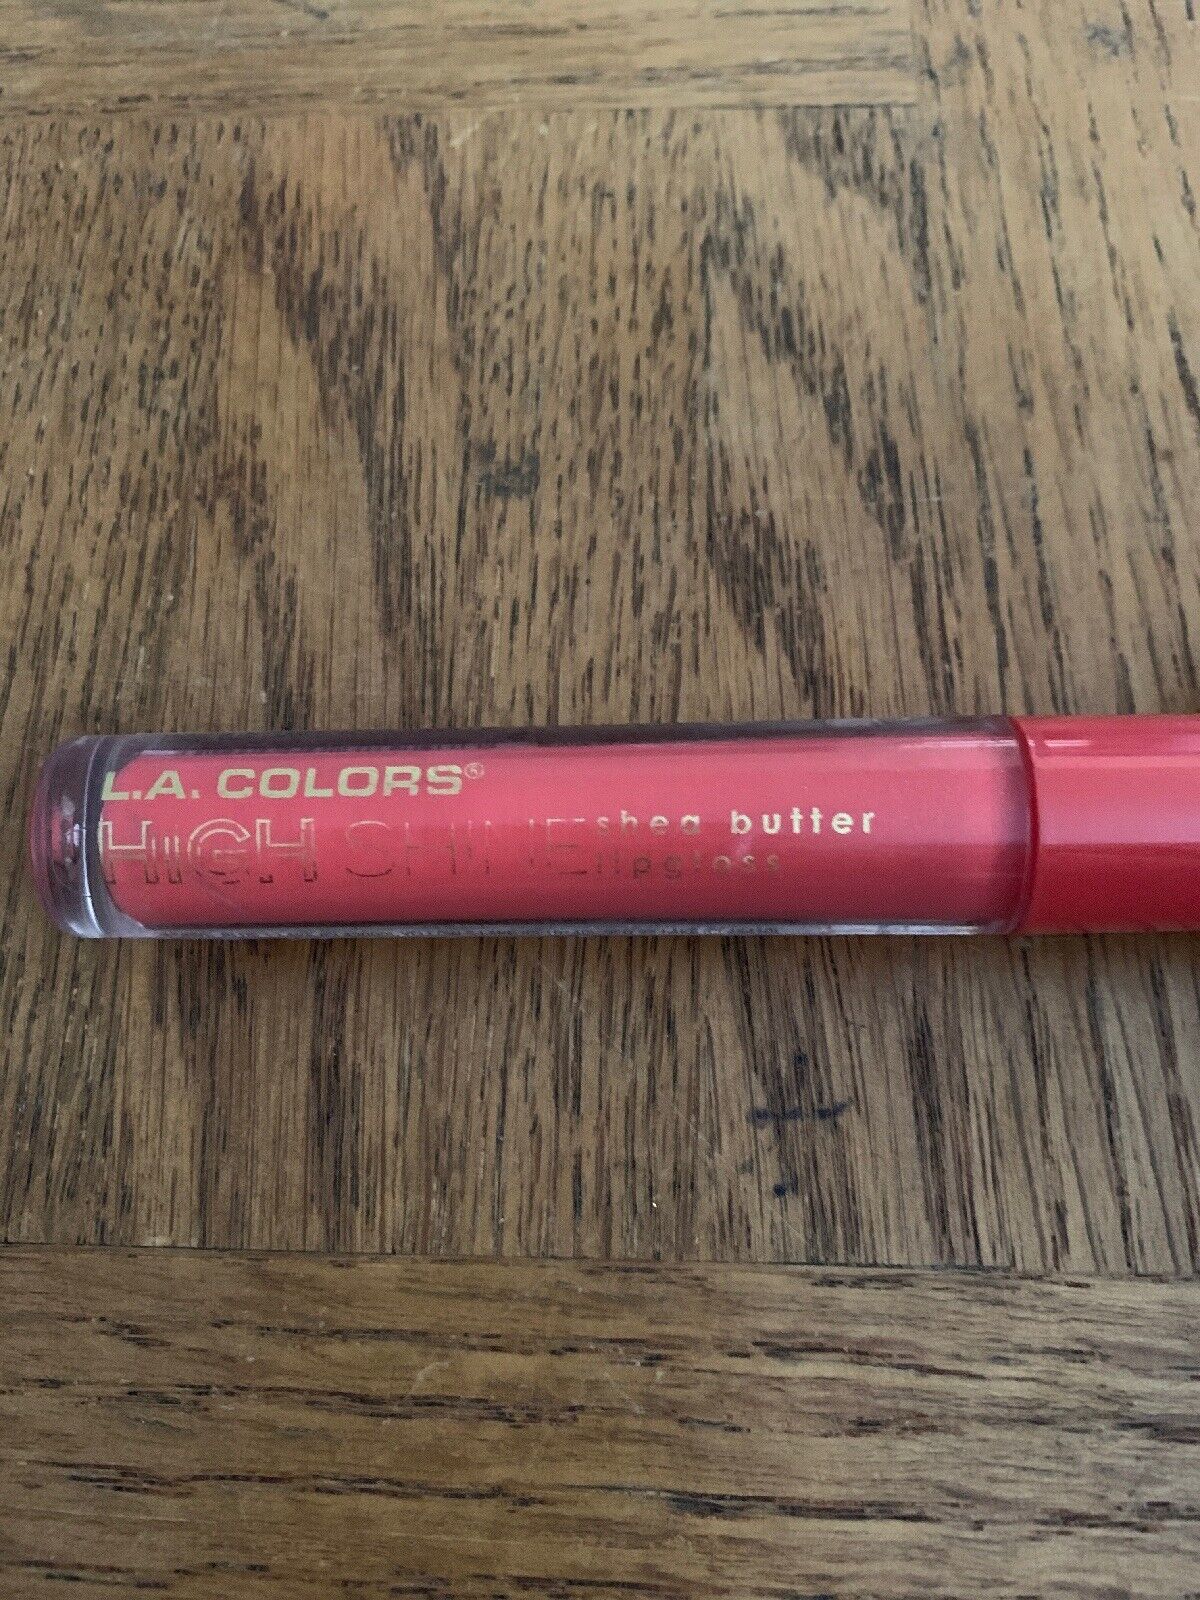 L.A. COLORS®
HIGH SHINE shea butter
lipgloss